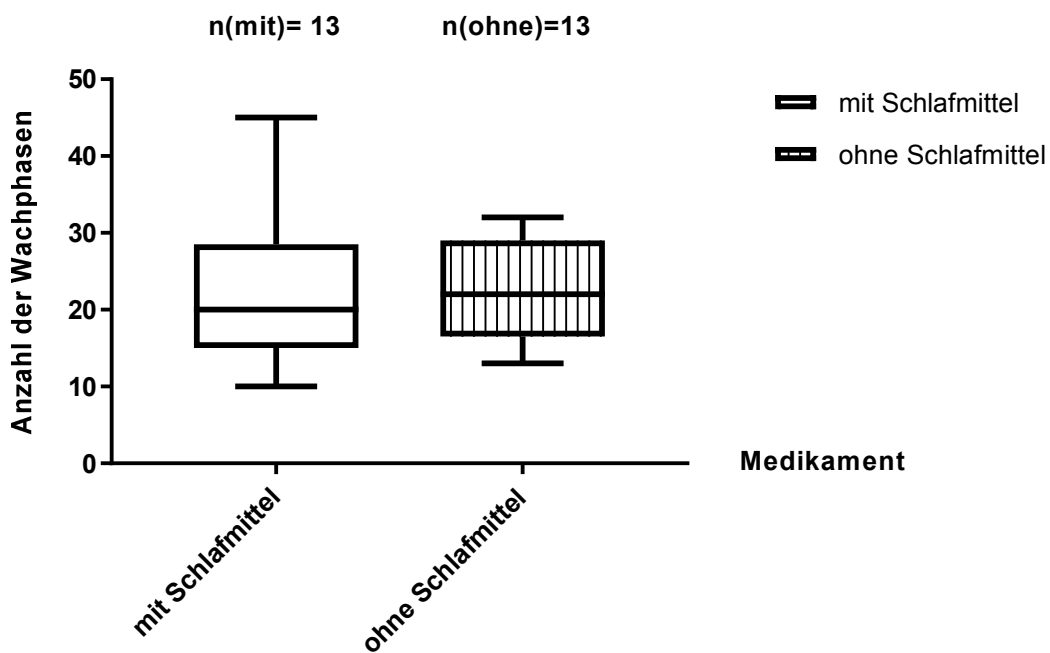 n(mit)= 13
n(ohne)=13
Anzahl der Wachphasen
50
40
30
20
10
0
mit Schlafmittel
ohne Schlafmittel
Medikament
mit Schlafmittel
ohne Schlafmittel